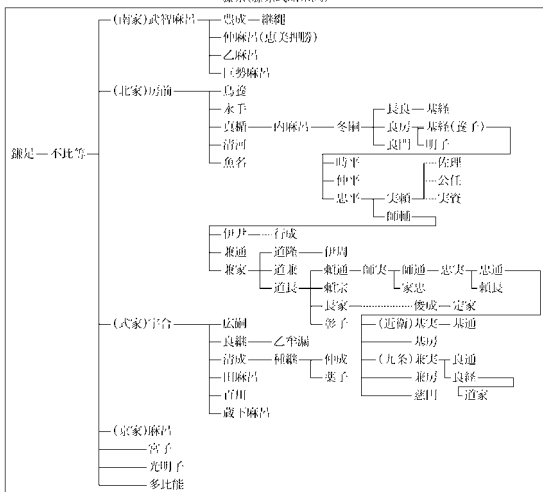 (南家)武智麻呂 豊成 継縄
仲麻呂(恵美押勝)
乙麻呂
巨勢麻呂
(北家)房前 鳥養
永手 長良 基経
真楯 内麻呂 冬嗣 良房 基経(養子)
清河 良門 明子
鎌足 不比等
魚名 時平 佐理
仲平 公任
忠平 実頼 実資
師輔
伊尹 行成
兼通 道隆 伊周
兼家 道兼 頼通 師実 師通 忠実 忠通
道長 頼宗 家忠 頼長
長家 俊成 定家
(式家)宇合 広嗣 彰子 (近衛)基実 基通
良継 乙牟漏 基房
清成 種継 仲成 (九条)兼実 良通
田麻呂 薬子 兼房 良経
百川 慈円 道家
蔵下麻呂
(京家)麻呂
宮子
光明子
多比能